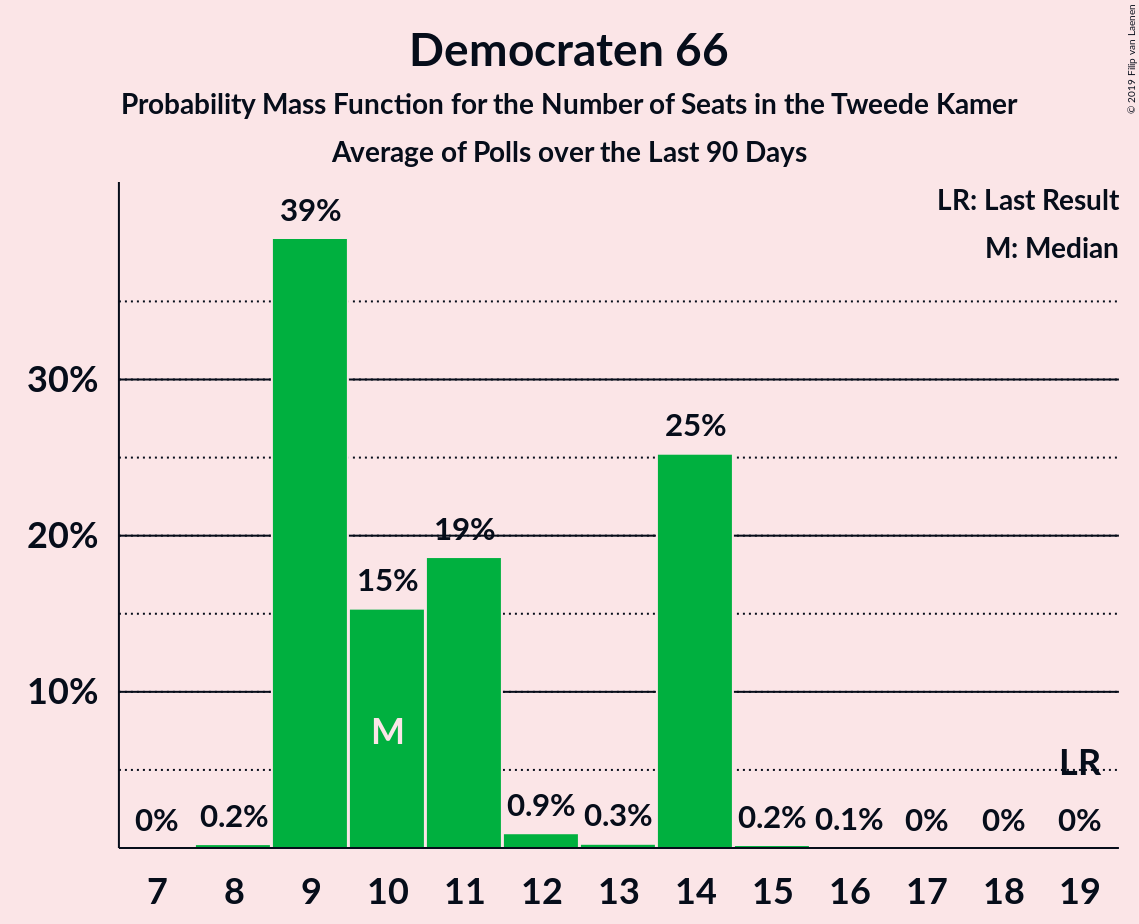 Democraten 66
Probability Mass Function for the Number of Seats in the Tweede Kamer
Average of Polls over the Last 90 Days
© 2019 Filip van Laenen
LR: Last Result
M: Median
39%
30%
25%
20%
19%
15%
10%
M
LR
0%
0.2%
0.9%
0.3%
0.2%
0.1%
0%
0%
0%
7 8 9 10 11 12 13 14 15 16 17 18 19